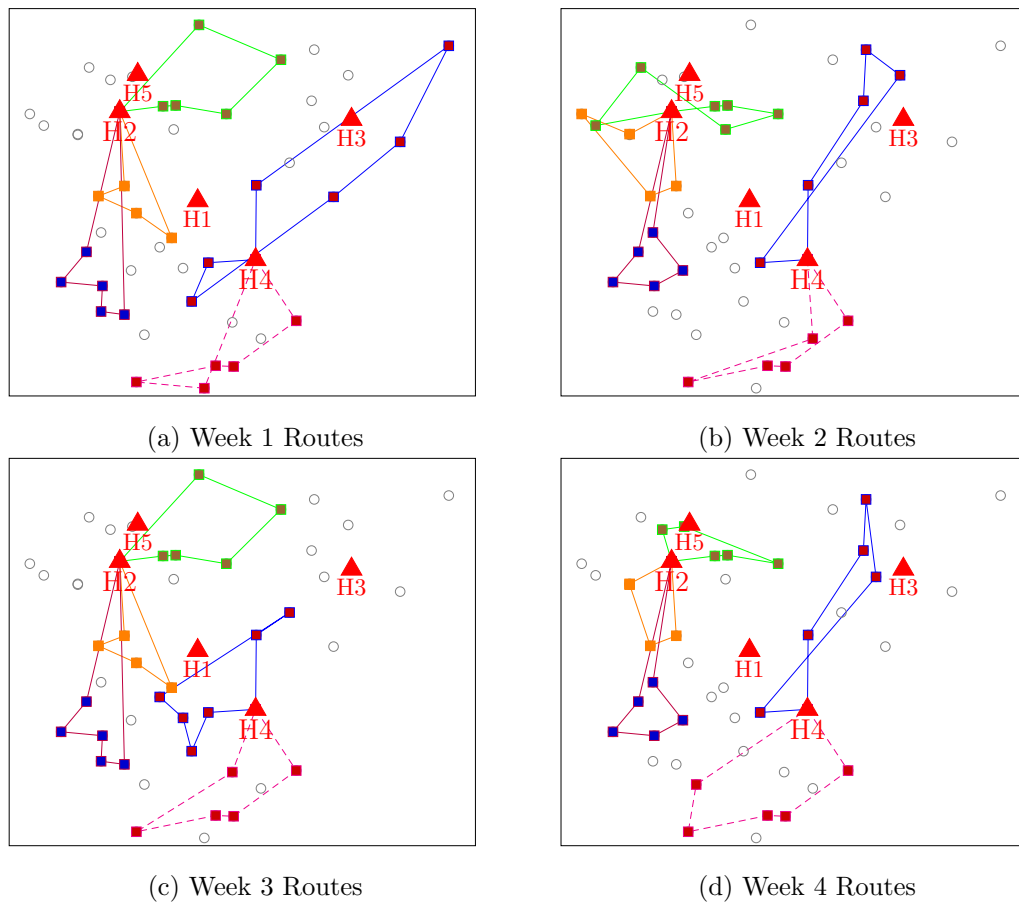 H5
H2
H3
H1
H4
(a) Week 1 Routes
H5
H2
H3
H1
H4
(b) Week 2 Routes
H5
H2
H3
H1
H4
(c) Week 3 Routes
H5
H2
H3
H1
H4
(d) Week 4 Routes